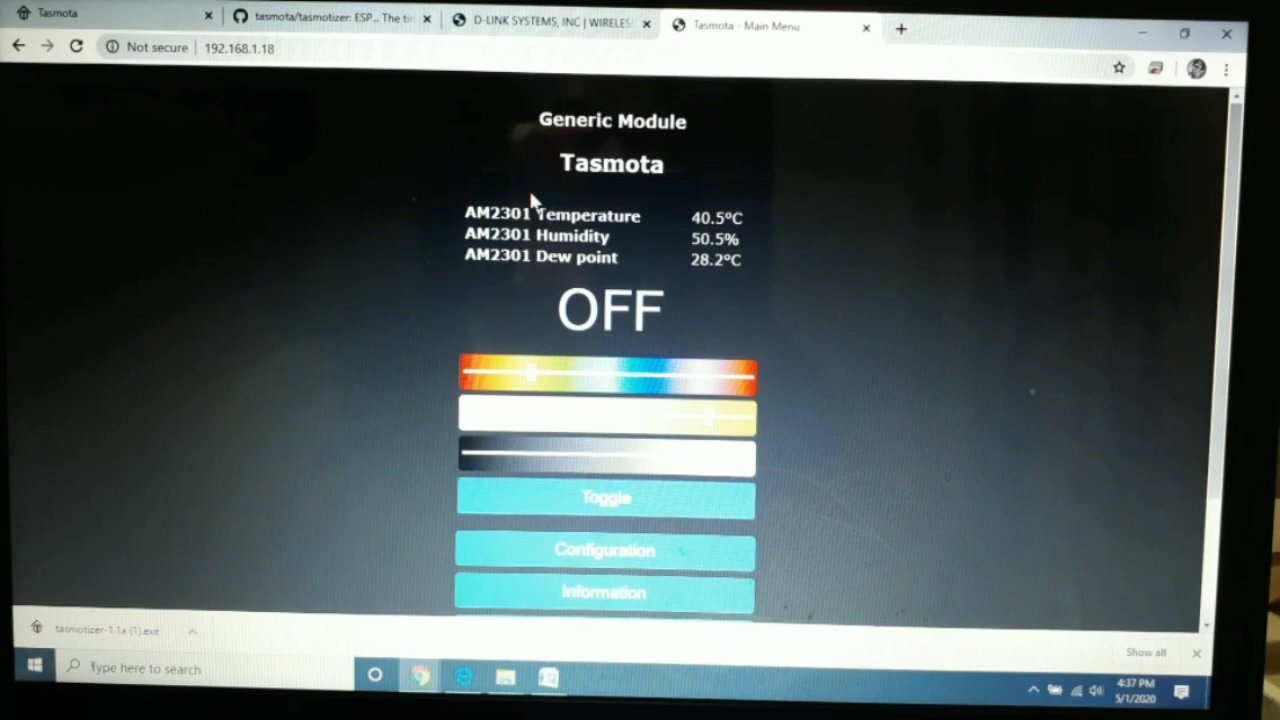 Tasmota
tasmota/tasmotizer: ESP... The ti
D-LINK SYSTEMS, INC | WIRELES
Tasmota - Main Menu
Not secure
192.168.1.18
Generic Module
Tasmota
AM2301 Temperature 40.5°C
AM2301 Humidity 50.5%
AM2301 Dew point 28.2°C
OFF
Toggle
Configuration
Information
tasmotizer-1.1a (1).exe
Show all
Type here to search
4:37 PM
5/1/2020